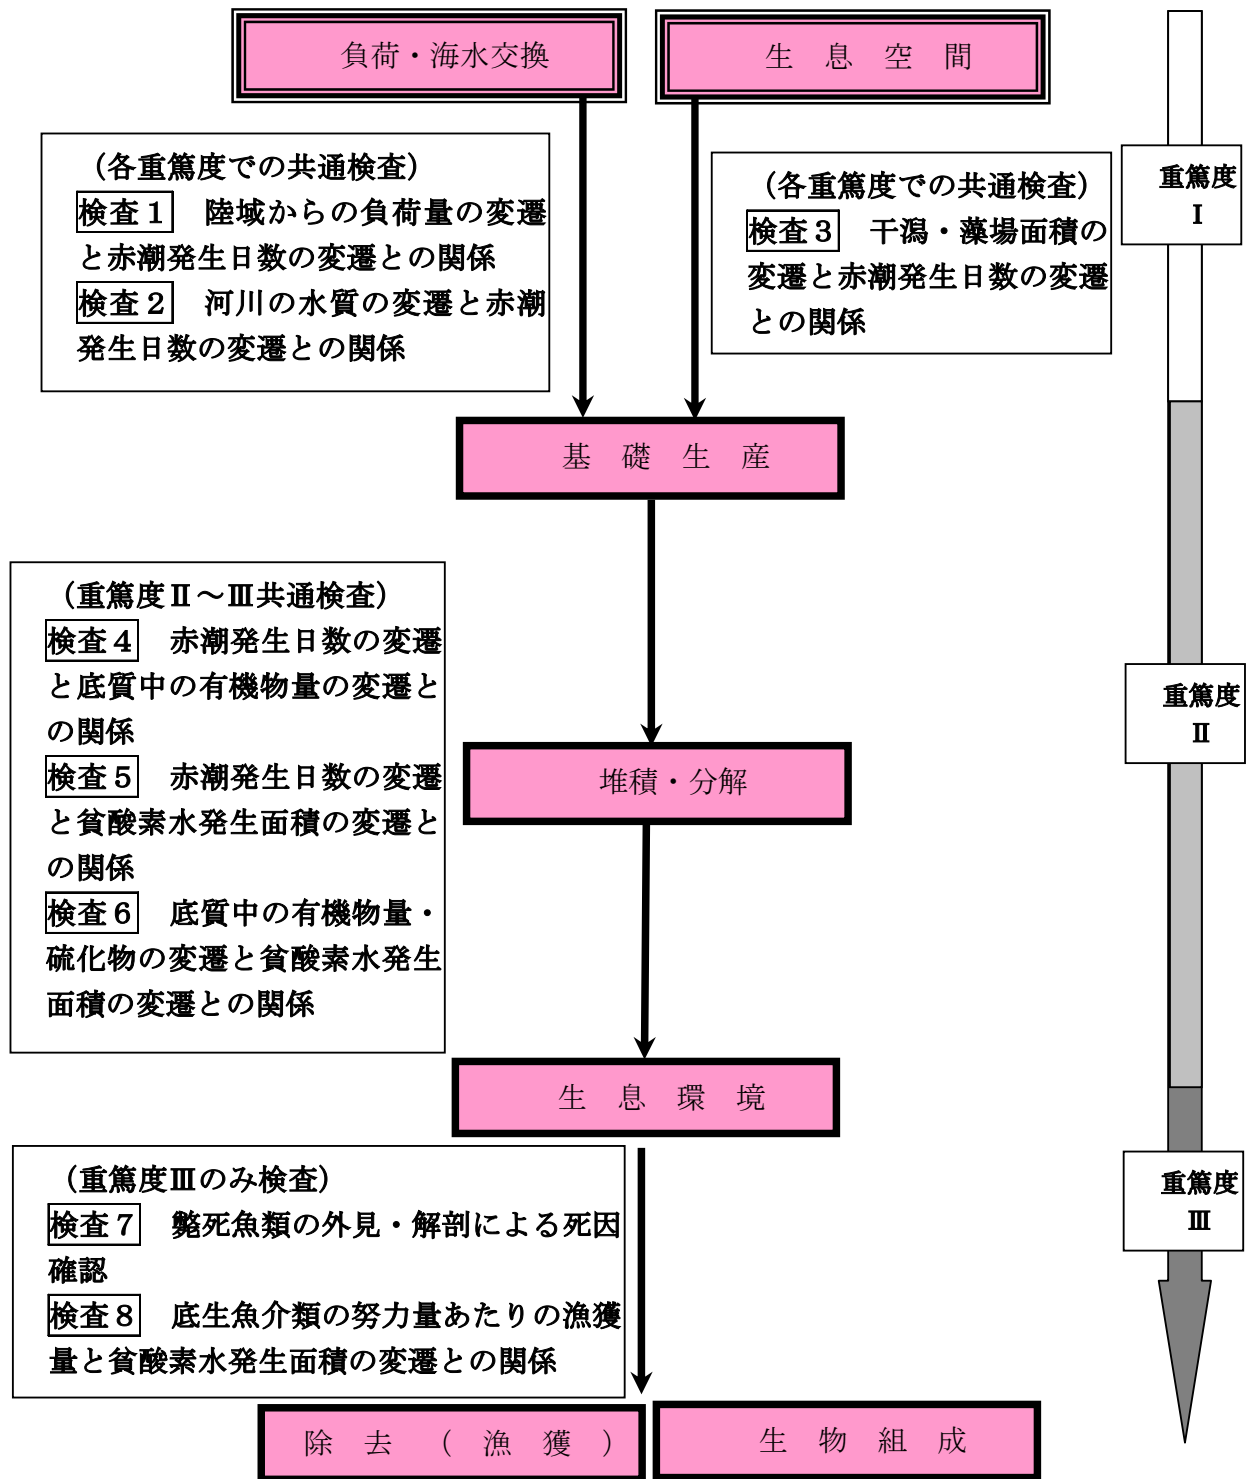 負荷・海水交換
生　息　空　間
（各重篤度での共通検査）
検査１　陸域からの負荷量の変遷
と赤潮発生日数の変遷との関係
検査２　河川の水質の変遷と赤潮
発生日数の変遷との関係
（各重篤度での共通検査）
検査３　干潟・藻場面積の
変遷と赤潮発生日数の変遷
との関係
重篤度
Ⅰ
基　礎　生　産
（重篤度Ⅱ～Ⅲ共通検査）
検査４　赤潮発生日数の変遷
と底質中の有機物量の変遷と
の関係
検査５　赤潮発生日数の変遷
と貧酸素水発生面積の変遷と
の関係
検査６　底質中の有機物量・
硫化物の変遷と貧酸素水発生
面積の変遷との関係
重篤度
Ⅱ
堆積・分解
生　息　環　境
（重篤度Ⅲのみ検査）
検査７　斃死魚類の外見・解剖による死因
確認
検査８　底生魚介類の努力量あたりの漁獲
量と貧酸素水発生面積の変遷との関係
重篤度
Ⅲ
除　去　（　漁　獲　）
生　物　組　成